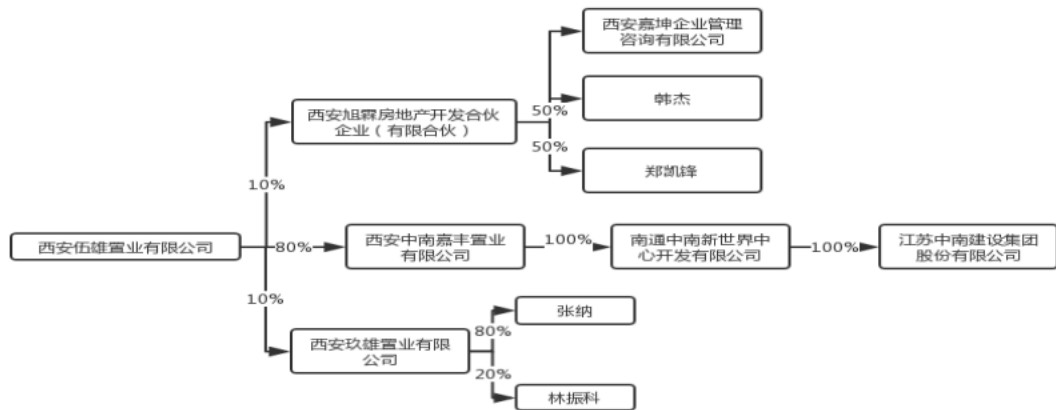 西安嘉坤企业管理
咨询有限公司
韩杰
50%
西安旭霖房地产开发合伙
企业（有限合伙）
50%
郑凯锋
10%
西安伍雄置业有限公司
80%
西安中南嘉丰置业
有限公司
100%
南通中南新世界中
心开发有限公司
100%
江苏中南建设集团
股份有限公司
10%
张纳
80%
西安玖雄置业有限
公司
20%
林振科